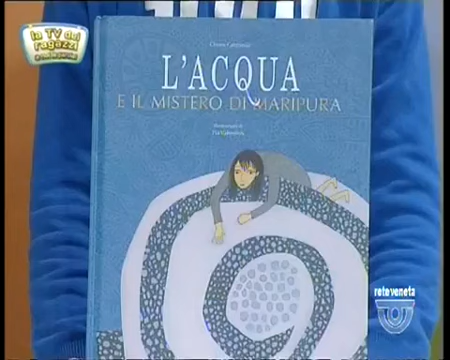 la TV dei
ragazzi
L'ACQUA
E IL MISTERO DI MARIPURA
reteveneta